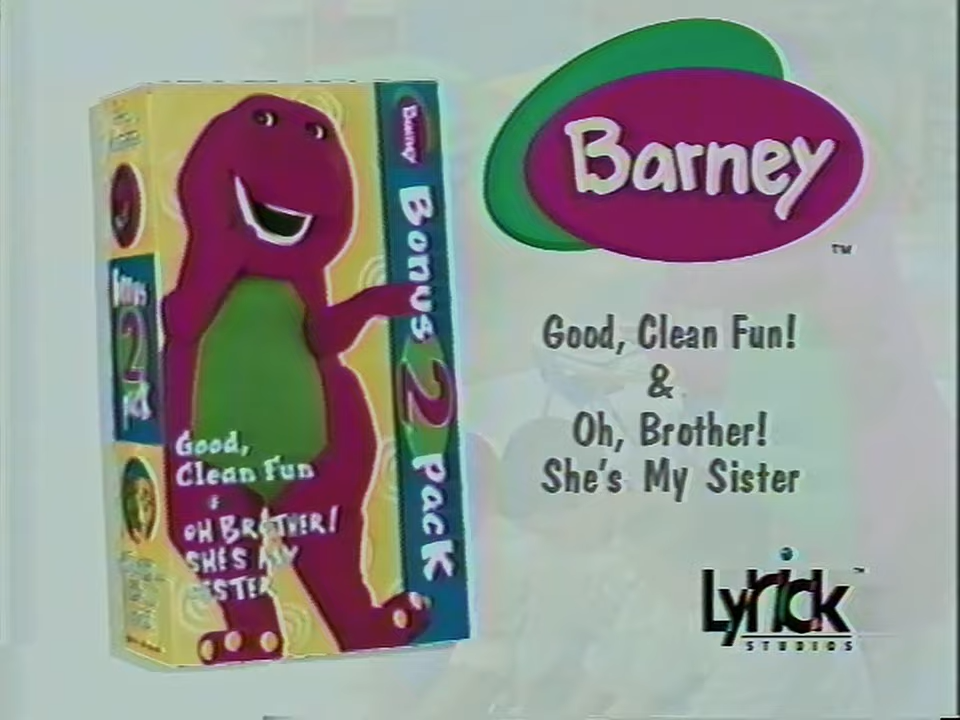 Barney
Bonus 2 Pack
Bonus
2
Good,
Clean Fun
&
OH BROTHER!
SHE'S MY
SISTER
Barney
TM
Good, Clean Fun!
&
Oh, Brother!
She's My Sister
Lyrick
TM
STUDIOS